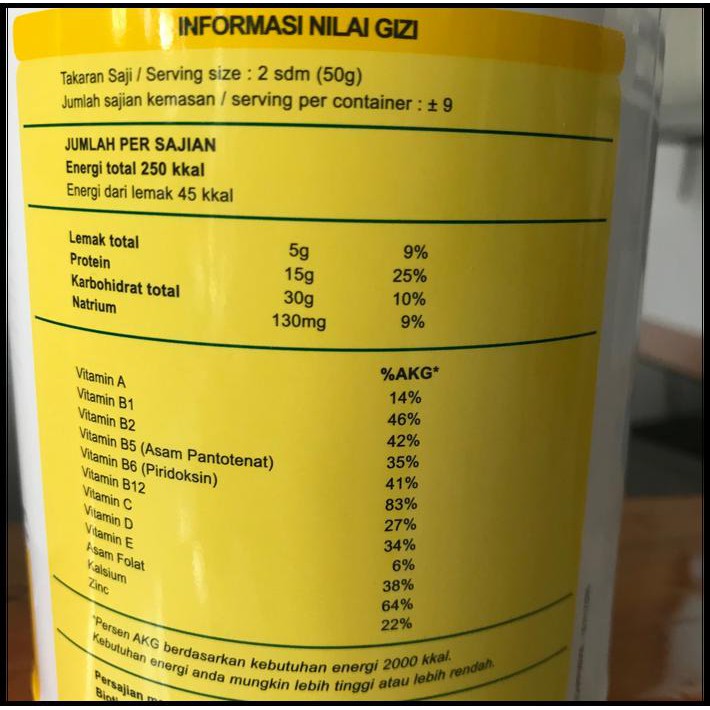 INFORMASI NILAI GIZI
Takaran Saji / Serving size : 2 sdm (50g)
Jumlah sajian kemasan / serving per container : ± 9
JUMLAH PER SAJIAN
Energi total 250 kkal
Energi dari lemak 45 kkal
Lemak total 5g 9%
Protein 15g 25%
Karbohidrat total 30g 10%
Natrium 130mg 9%
%AKG*
Vitamin A 14%
Vitamin B1 46%
Vitamin B2 42%
Vitamin B5 (Asam Pantotenat) 35%
Vitamin B6 (Piridoksin) 41%
Vitamin B12 83%
Vitamin C 27%
Vitamin D 34%
Vitamin E 6%
Asam Folat 38%
Kalsium 64%
Zinc 22%
*Persen AKG berdasarkan kebutuhan energi 2000 kkal.
Kebutuhan energi anda mungkin lebih tinggi atau lebih rendah.
Persajian